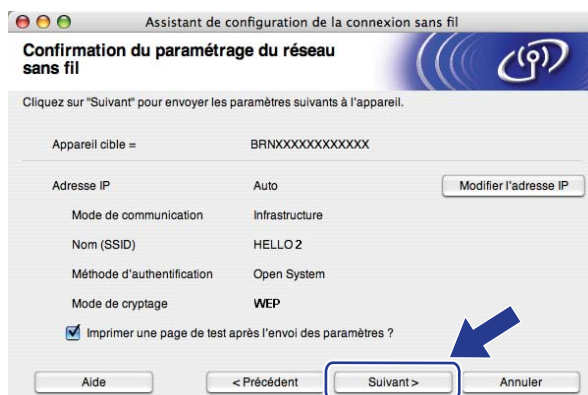 Assistant de configuration de la connexion sans fil
Confirmation du paramétrage du réseau
sans fil
Cliquez sur "Suivant" pour envoyer les paramètres suivants à l'appareil.
Appareil cible = BRNXXXXXXXXXXXX
Adresse IP Auto Modifier l'adresse IP
Mode de communication Infrastructure
Nom (SSID) HELLO 2
Méthode d'authentification Open System
Mode de cryptage WEP
Imprimer une page de test après l'envoi des paramètres ?
Aide < Précédent Suivant > Annuler